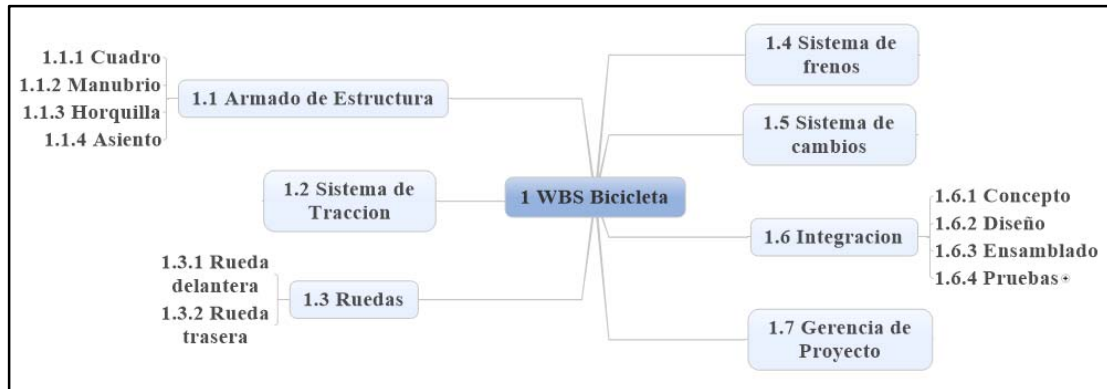 1.1.1 Cuadro
1.1.2 Manubrio
1.1.3 Horquilla
1.1.4 Asiento
1.1 Armado de Estructura
1.2 Sistema de
Traccion
1.3.1 Rueda
delantera
1.3.2 Rueda
trasera
1.3 Ruedas
1 WBS Bicicleta
1.4 Sistema de
frenos
1.5 Sistema de
cambios
1.6 Integracion
1.6.1 Concepto
1.6.2 Diseño
1.6.3 Ensamblado
1.6.4 Pruebas
1.7 Gerencia de
Proyecto